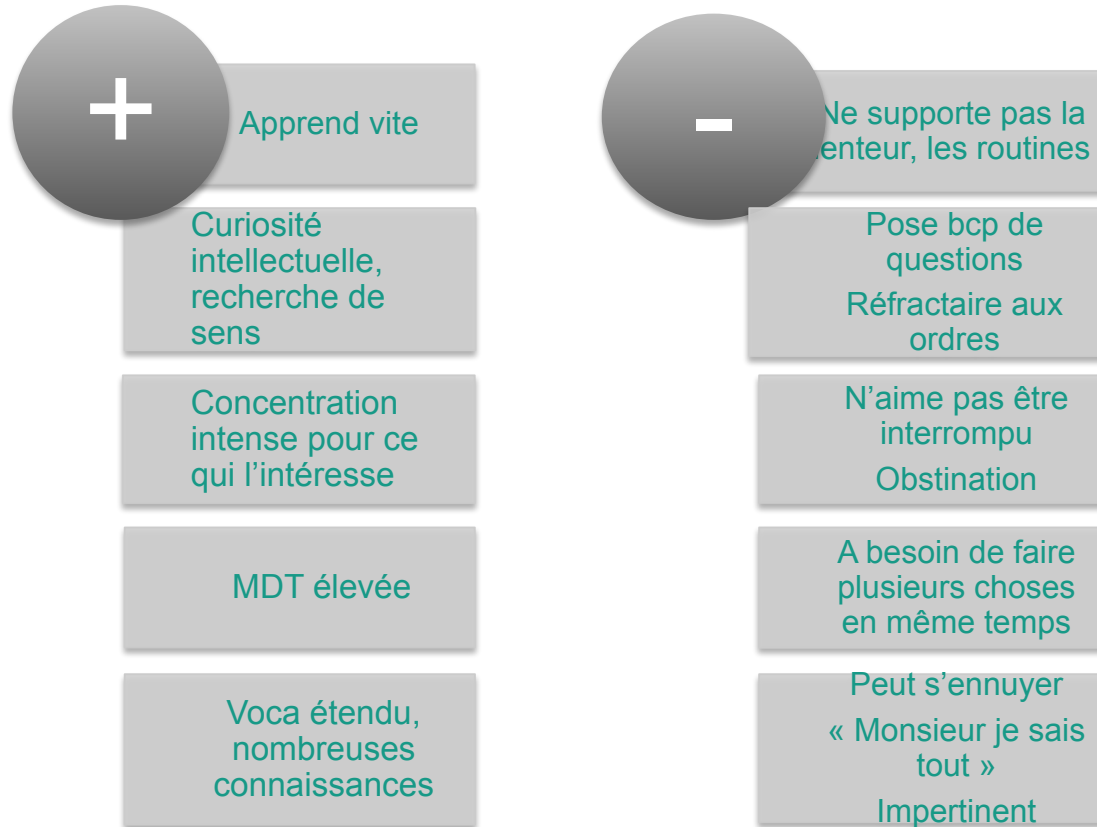 +
Apprend vite
Curiosité
intellectuelle,
recherche de
sens
Concentration
intense pour ce
qui l’intéresse
MDT élevée
Voca étendu,
nombreuses
connaissances
-
Ne supporte pas la
lenteur, les routines
Pose bcp de
questions
Réfractaire aux
ordres
N’aime pas être
interrompu
Obstination
A besoin de faire
plusieurs choses
en même temps
Peut s’ennuyer
« Monsieur je sais
tout »
Impertinent